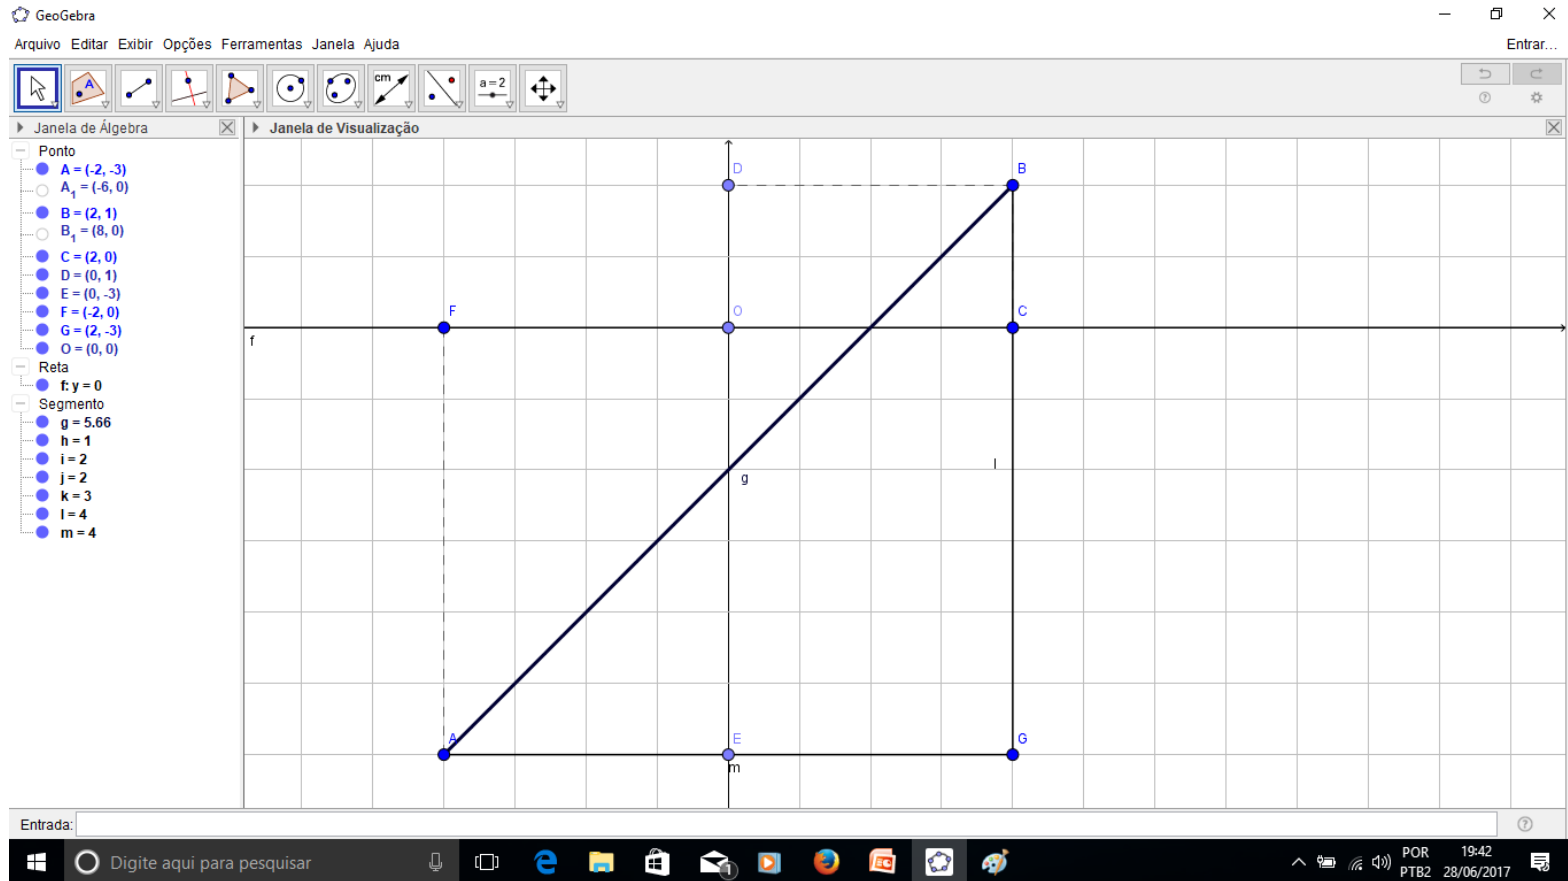 GeoGebra
Arquivo Editar Exibir Opções Ferramentas Janela Ajuda
Entrar...
A
cm
a=2
Janela de Álgebra
Janela de Visualização
Ponto
A = (-2, -3)
A₁ = (-6, 0)
B = (2, 1)
B₁ = (8, 0)
C = (2, 0)
D = (0, 1)
E = (0, -3)
F = (-2, 0)
G = (2, -3)
O = (0, 0)
Reta
f: y = 0
Segmento
g = 5.66
h = 1
i = 2
j = 2
k = 3
l = 4
m = 4
D
B
F
O
C
f
l
g
A
E
G
m
Entrada:
Digite aqui para pesquisar
1
POR
PTB2
19:42
28/06/2017